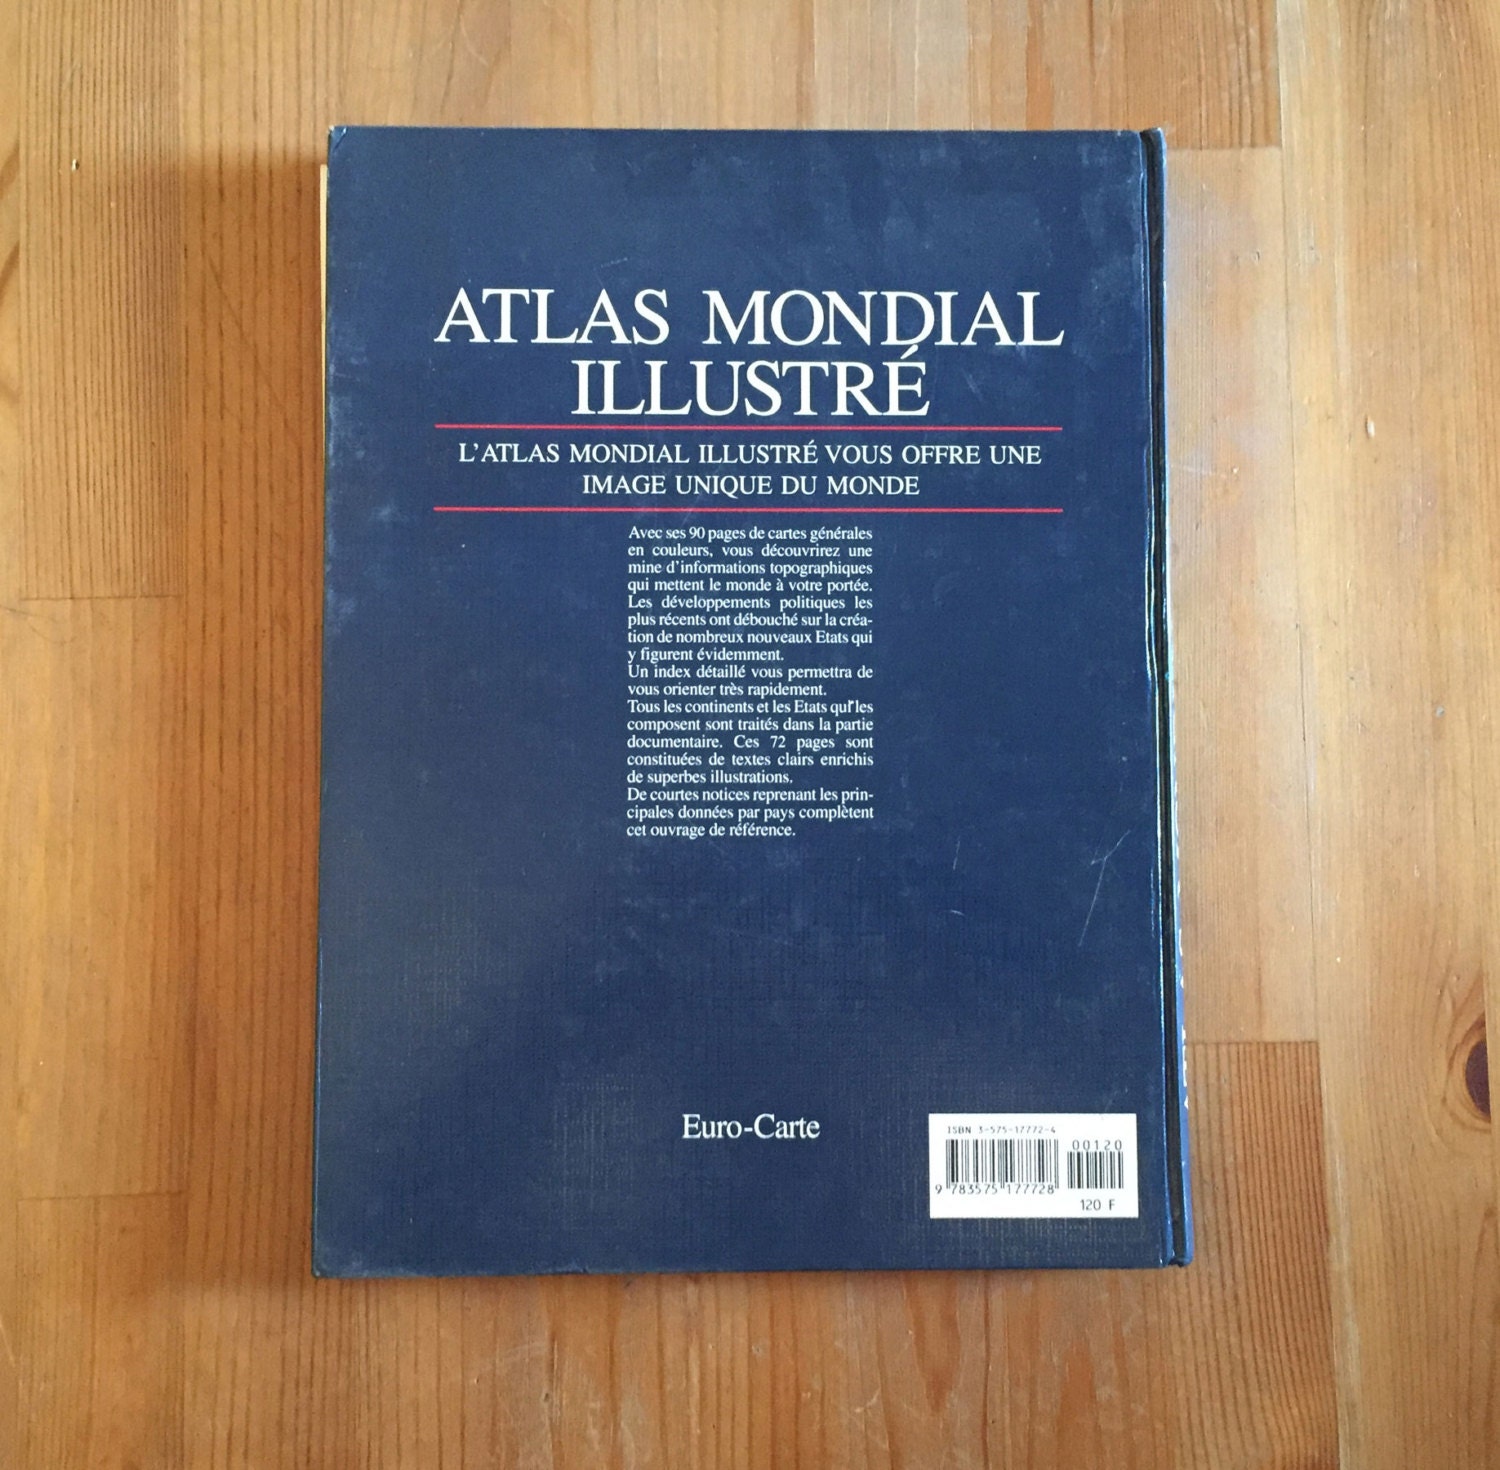 ATLAS MONDIAL
ILLUSTRÉ
L'ATLAS MONDIAL ILLUSTRÉ VOUS OFFRE UNE
IMAGE UNIQUE DU MONDE
Avec ses 90 pages de cartes générales
en couleurs, vous découvrirez une
mine d'informations topographiques
qui mettent le monde à votre portée.
Les développements politiques les
plus récents ont débouché sur la créa-
tion de nombreux nouveaux Etats qui
y figurent évidemment.
Un index détaillé vous permettra de
vous orienter très rapidement.
Tous les continents et les Etats qui les
composent sont traités dans la partie
documentaire. Ces 72 pages sont
constituées de textes clairs enrichis
de superbes illustrations.
De courtes notices reprenant les prin-
cipales données par pays complètent
cet ouvrage de référence.
Euro-Carte
ISBN 3-575-17772-4
00120
9 783575 177728
120 F